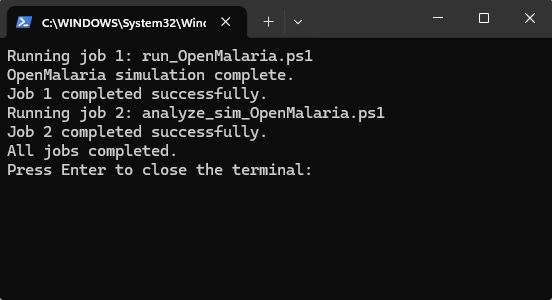 C:\WINDOWS\System32\Wind
Running job 1: run_OpenMalaria.ps1
OpenMalaria simulation complete.
Job 1 completed successfully.
Running job 2: analyze_sim_OpenMalaria.ps1
Job 2 completed successfully.
All jobs completed.
Press Enter to close the terminal: